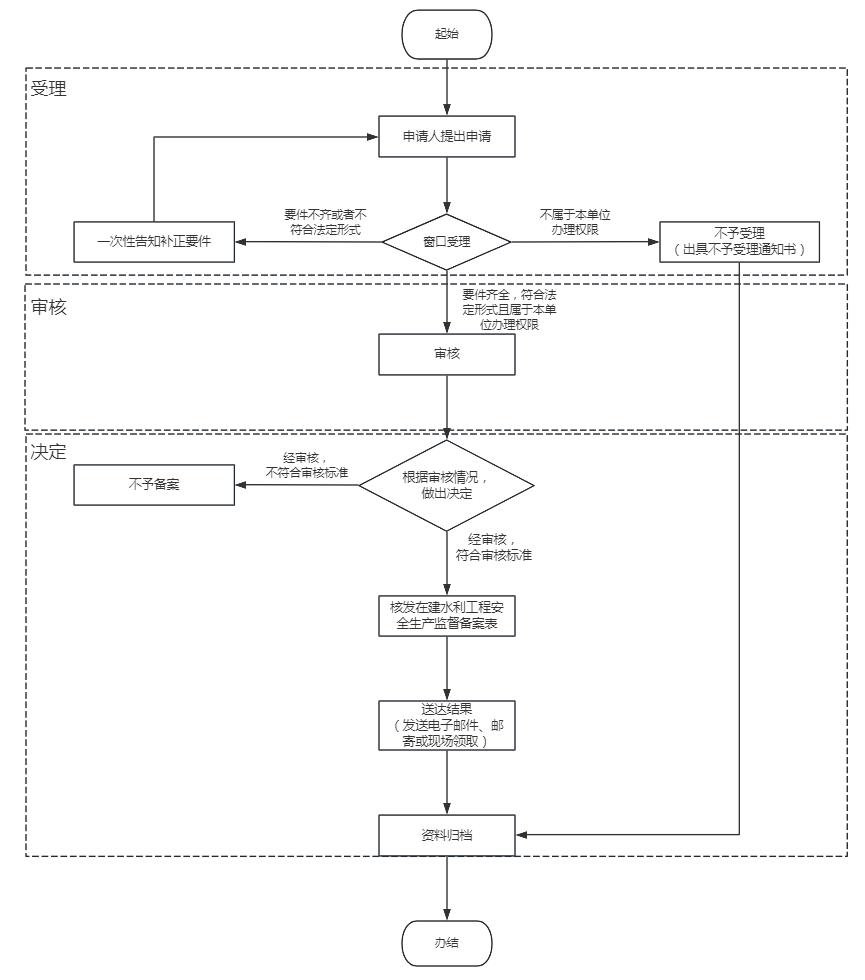 起始
受理
申请人提出申请
要件不齐或者不
符合法定形式
不属于本单位
办理权限
一次性告知补正要件
窗口受理
不予受理
（出具不予受理通知书）
要件齐全，符合法
定形式且属于本单
位办理权限
审核
审核
决定
经审核，
不符合审核标准
不予备案
根据审核情况，
做出决定
经审核，
符合审核标准
核发在建水利工程安
全生产监督备案表
送达结果
（发送电子邮件、邮
寄或现场领取）
资料归档
办结